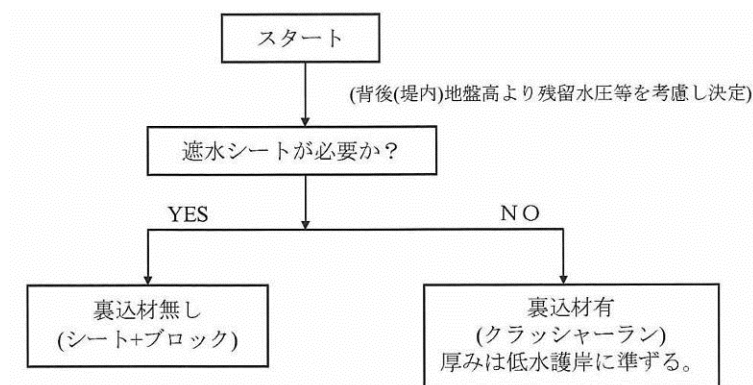 スタート
(背後(堤内)地盤高より残留水圧等を考慮し決定)
遮水シートが必要か？
YES
ＮＯ
裏込材無し
(シート+ブロック)
裏込材有
(クラッシャーラン)
厚みは低水護岸に準ずる。